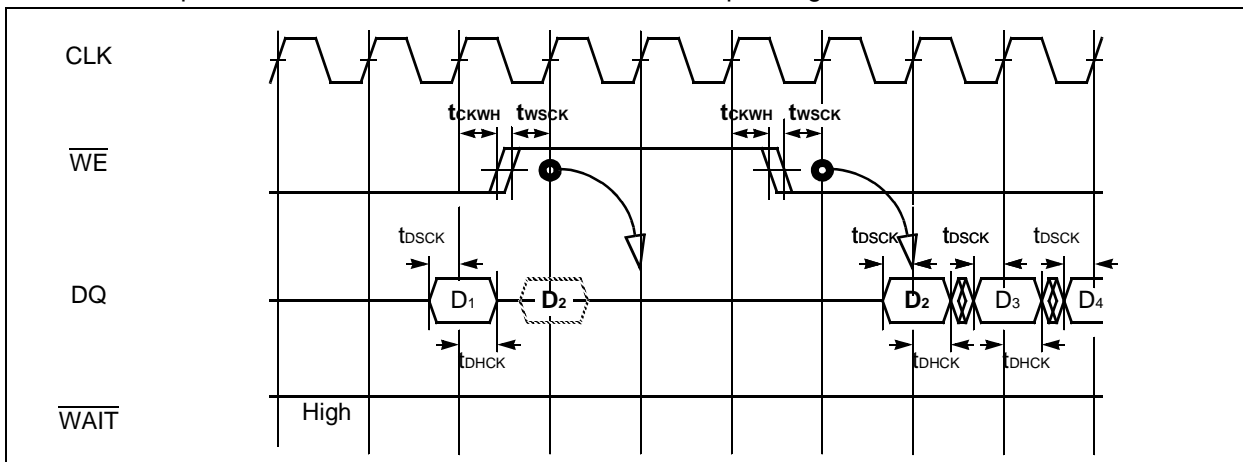 CLK
tCKWH tWSCK tCKWH tWSCK
WE
tDSCK tDSCK tDSCK tDSCK
DQ D1 D2 D2 D3 D4
tDHCK tDHCK tDHCK
WAIT High